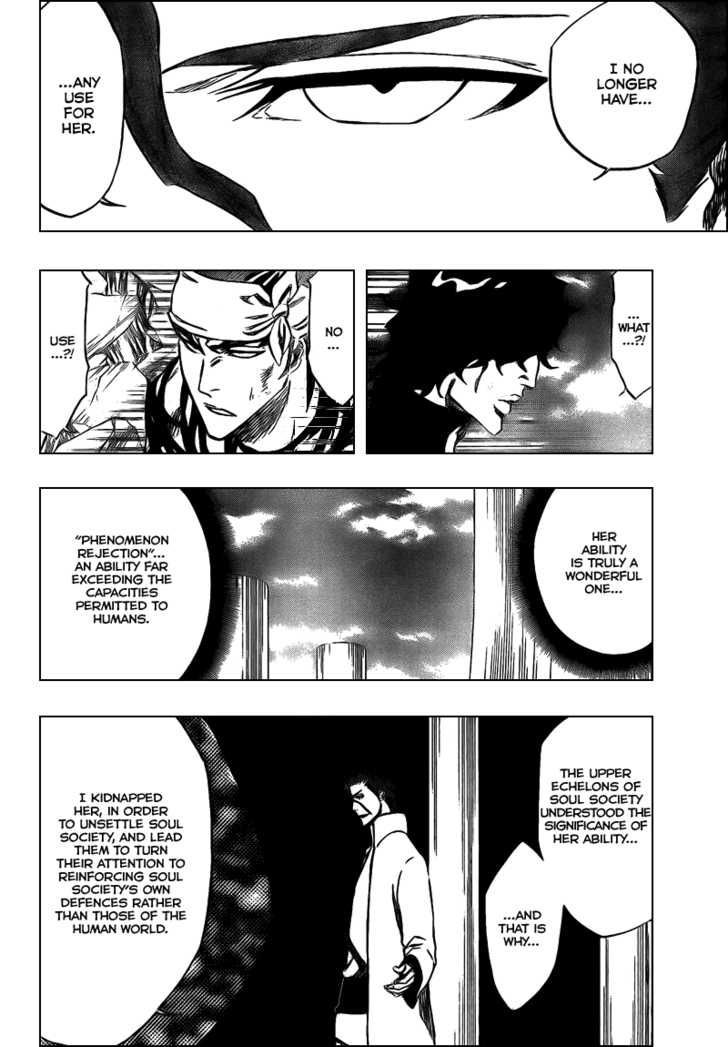 I NO
LONGER
HAVE...
...ANY
USE
FOR
HER.
...
WHAT
...?!
NO
...
USE
...?!
HER
ABILITY
IS TRULY A
WONDERFUL
ONE...
“PHENOMENON
REJECTION”...
AN ABILITY FAR
EXCEEDING THE
CAPACITIES
PERMITTED TO
HUMANS.
THE UPPER
ECHELONS OF
SOUL SOCIETY
UNDERSTOOD THE
SIGNIFICANCE OF
HER ABILITY...
...AND
THAT IS
WHY...
I KIDNAPPED
HER, IN ORDER
TO UNSETTLE SOUL
SOCIETY, AND LEAD
THEM TO TURN
THEIR ATTENTION TO
REINFORCING SOUL
SOCIETY'S OWN
DEFENCES RATHER
THAN THOSE OF THE
HUMAN WORLD.